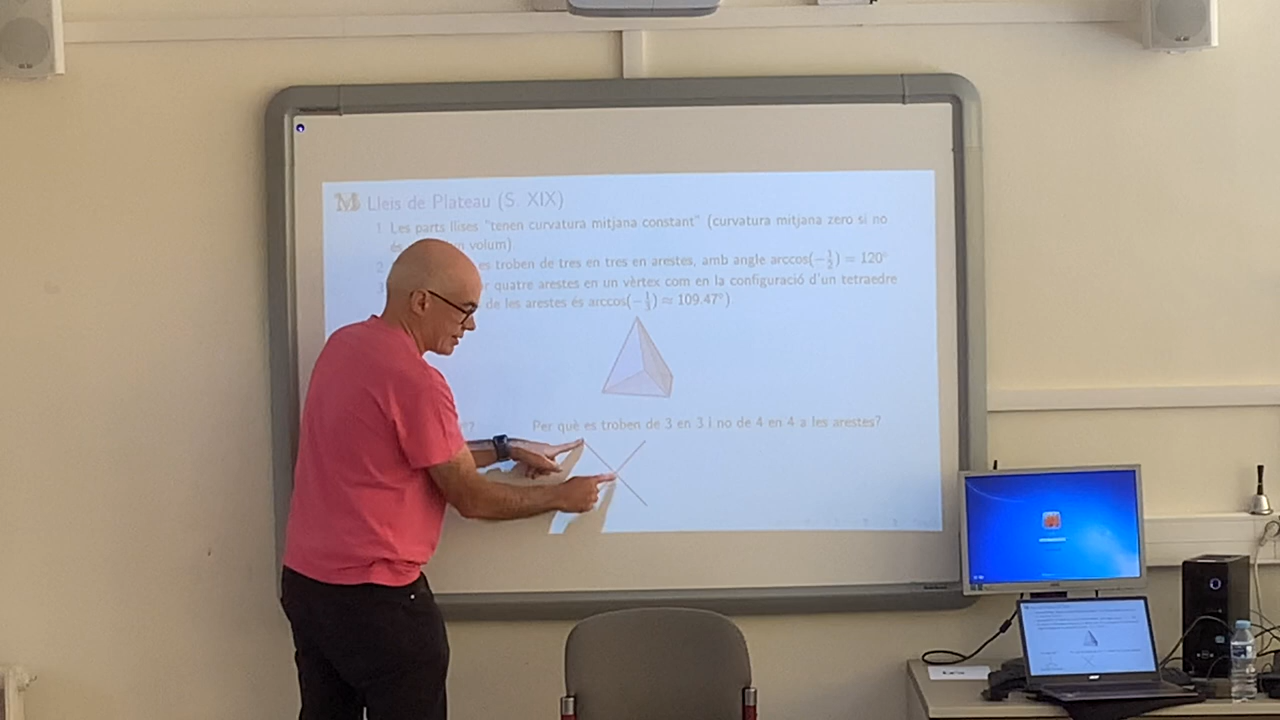 Lleis de Plateau (S. XIX)
1 Les parts llises "tenen curvatura mitjana constant" (curvatura mitjana zero si no
és volum).
2 es troben de tres en tres en arestes, amb angle arccos(−1/2) = 120°
3 quatre arestes en un vèrtex com en la configuració d'un tetraedre
de les arestes és arccos(−1/3) ≈ 109.47°)
Per què es troben de 3 en 3 i no de 4 en 4 a les arestes?